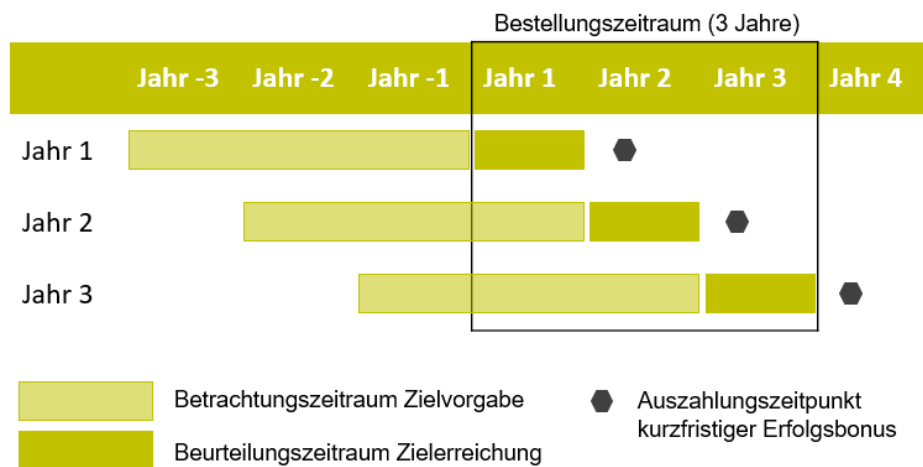 Bestellungszeitraum (3 Jahre)
Jahr -3 Jahr -2 Jahr -1 Jahr 1 Jahr 2 Jahr 3 Jahr 4
Jahr 1
Jahr 2
Jahr 3
Betrachtungszeitraum Zielvorgabe
Beurteilungszeitraum Zielerreichung
Auszahlungszeitpunkt
kurzfristiger Erfolgsbonus